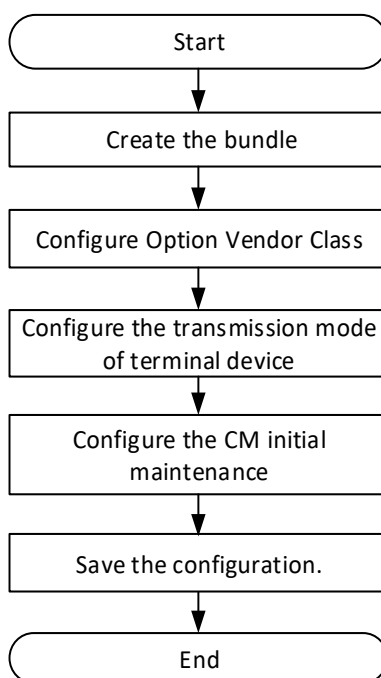 Start
Create the bundle
Configure Option Vendor Class
Configure the transmission mode
of terminal device
Configure the CM initial
maintenance
Save the configuration.
End